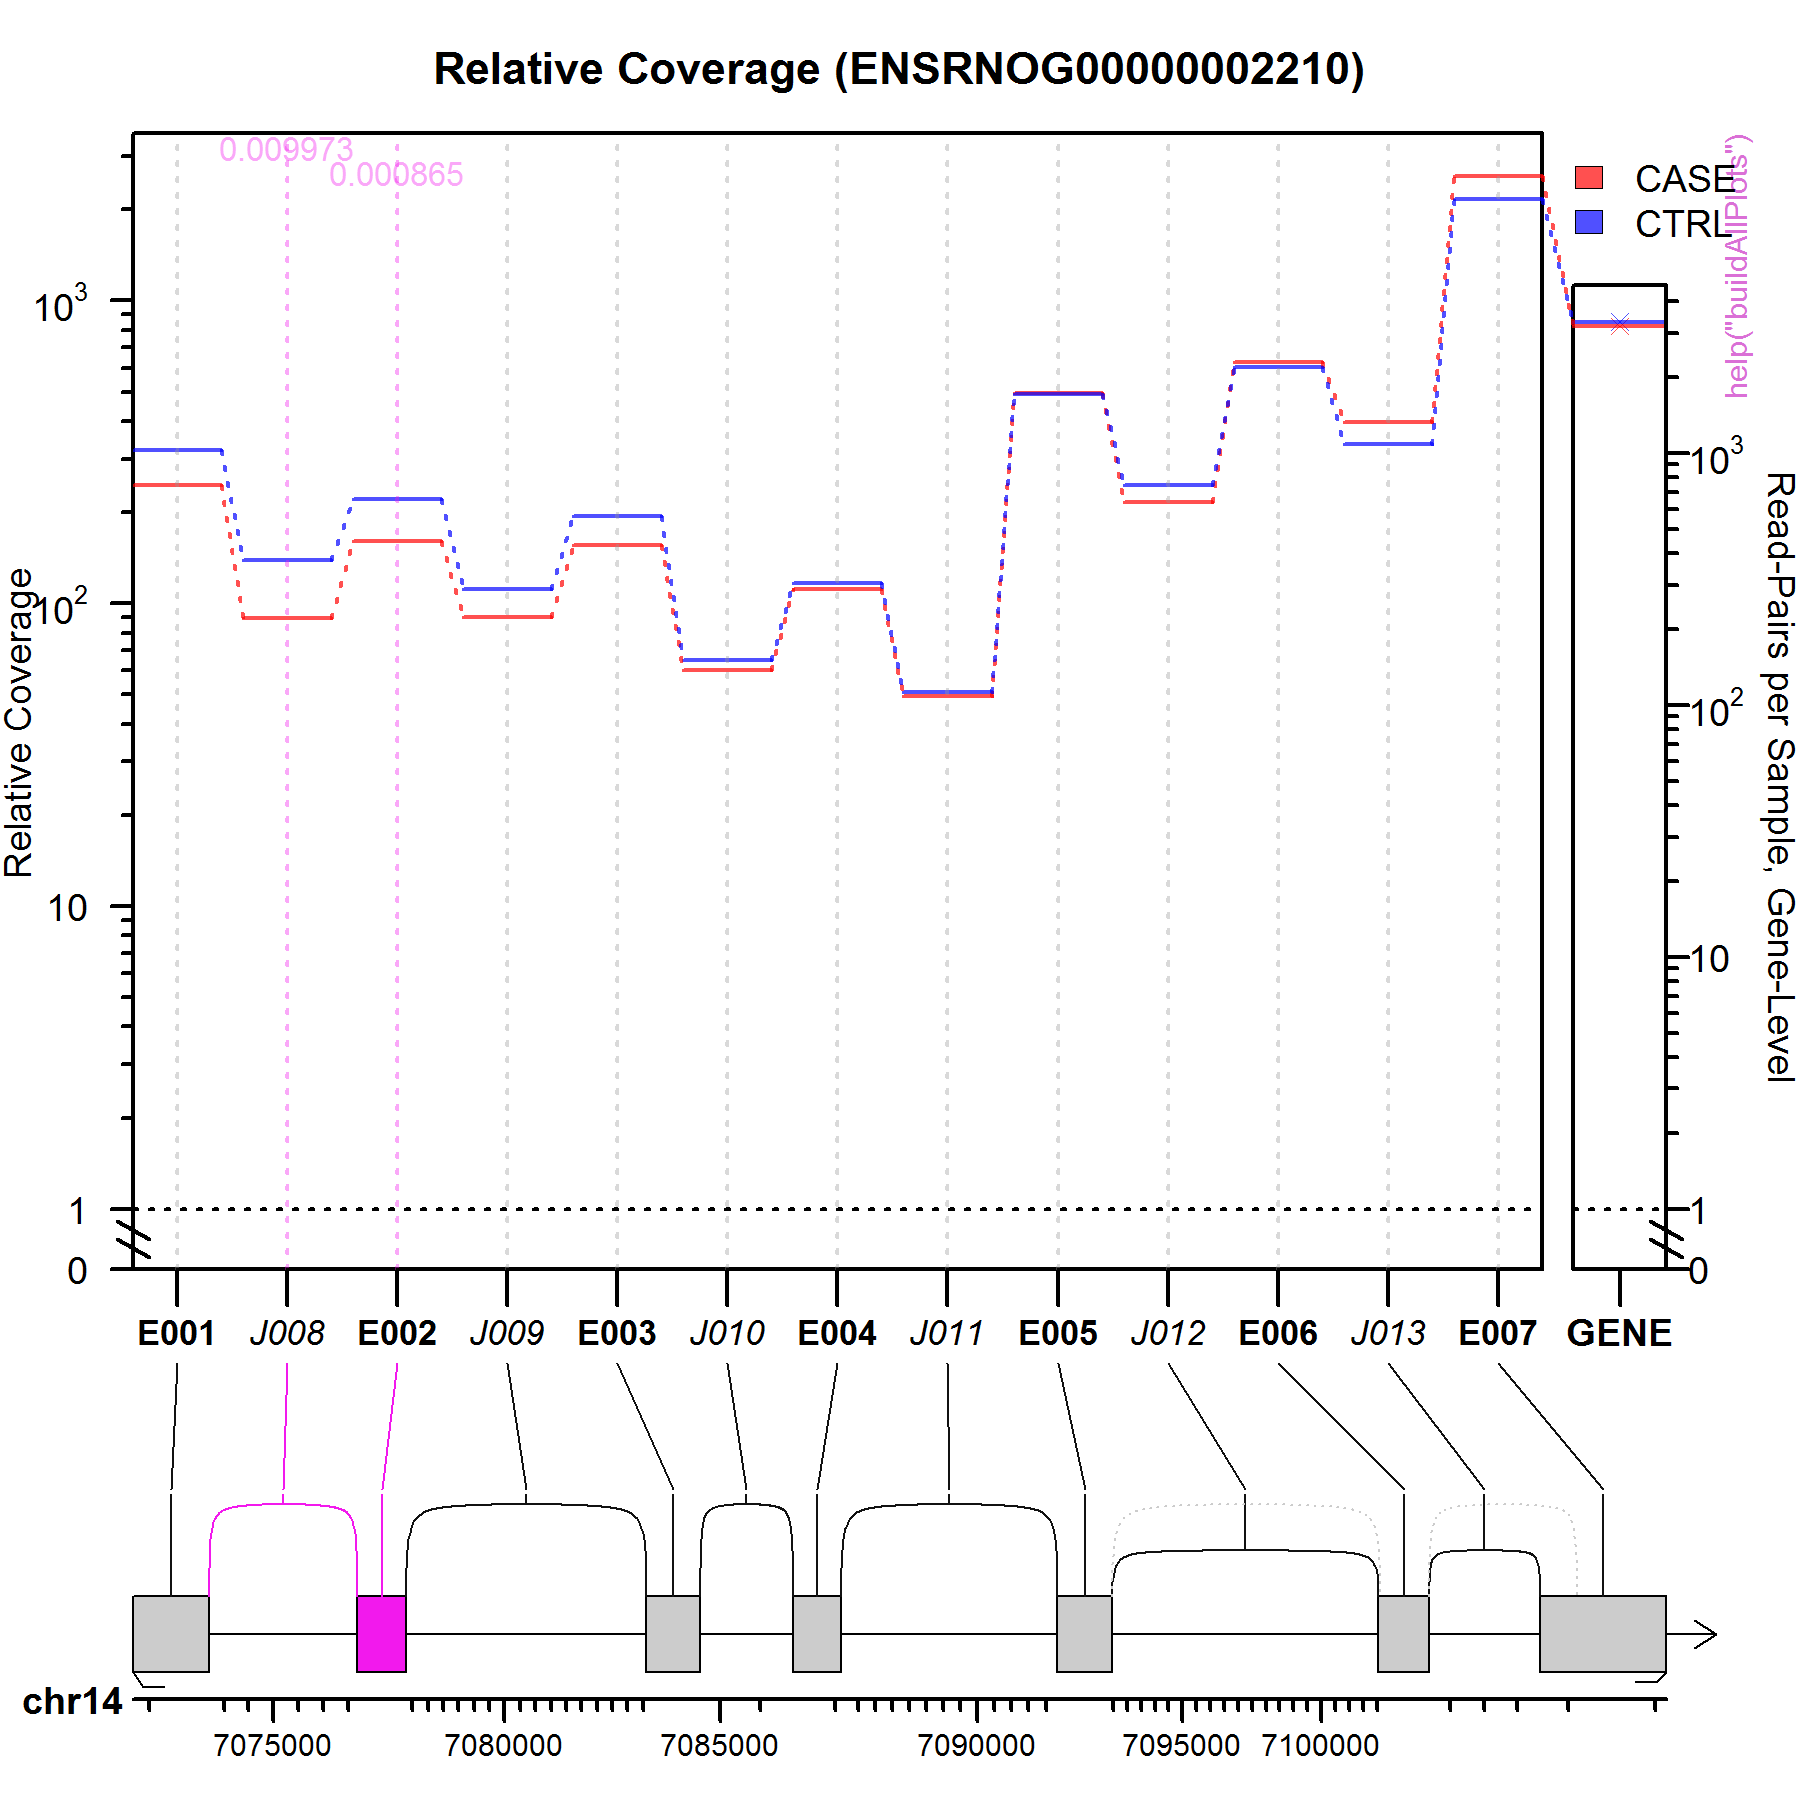 Relative Coverage (ENSRNOG00000002210)
0.009973
0.000865
CASE
CTRL
help("buildAllPlots")
Relative Coverage
10³
10²
10
1
0
10³
10²
10
1
0
Read-Pairs per Sample, Gene-Level
E001 J008 E002 J009 E003 J010 E004 J011 E005 J012 E006 J013 E007 GENE
chr14
7075000 7080000 7085000 7090000 7095000 7100000